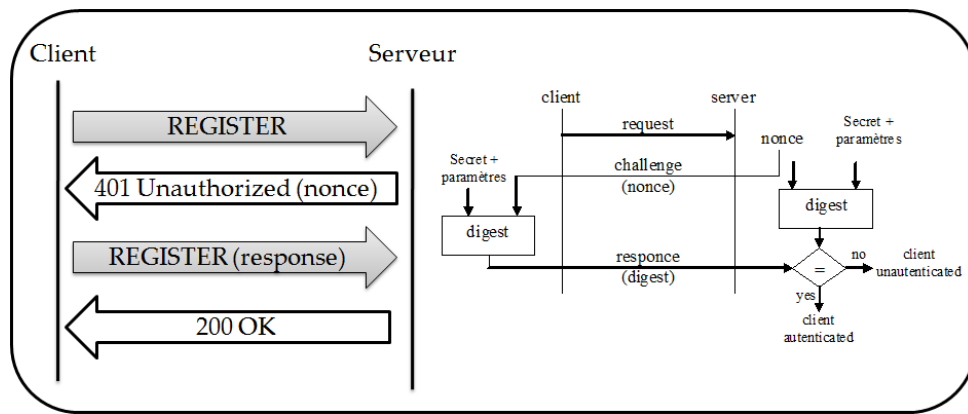 Client
Serveur
REGISTER
401 Unauthorized (nonce)
REGISTER (response)
200 OK
client
server
request
nonce
Secret +
paramètres
Secret +
paramètres
challenge
(nonce)
digest
digest
responce
(digest)
=
no
client
unautenticated
yes
client
autenticated